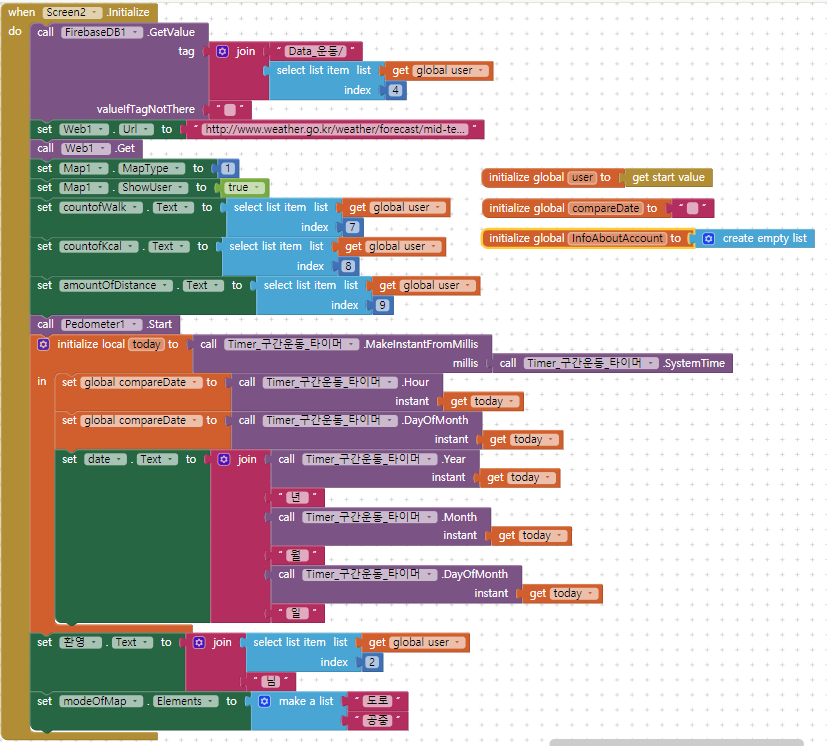 when Screen2 .Initialize
do call FirebaseDB1 .GetValue
tag join " Data_운동/ "
select list item list get global user
index 4
valueIfTagNotThere " "
set Web1 . Url to " http://www.weather.go.kr/weather/forecast/mid-te... "
call Web1 .Get
set Map1 . MapType to 1
set Map1 . ShowUser to true
initialize global user to get start value
set countofWalk . Text to select list item list get global user
initialize global compareDate to " "
index 7
initialize global InfoAboutAccount to create empty list
set countofKcal . Text to select list item list get global user
index 8
set amountOfDistance . Text to select list item list get global user
index 9
call Pedometer1 .Start
initialize local today to call Timer_구간운동_타이머 .MakeInstantFromMillis
millis call Timer_구간운동_타이머 .SystemTime
in set global compareDate to call Timer_구간운동_타이머 .Hour
instant get today
set global compareDate to call Timer_구간운동_타이머 .DayOfMonth
instant get today
set date . Text to join call Timer_구간운동_타이머 .Year
instant get today
" 년 "
call Timer_구간운동_타이머 .Month
instant get today
" 월 "
call Timer_구간운동_타이머 .DayOfMonth
instant get today
" 일 "
set 환영 . Text to join select list item list get global user
index 2
" 님 "
set modeOfMap . Elements to make a list " 도로 "
" 공중 "